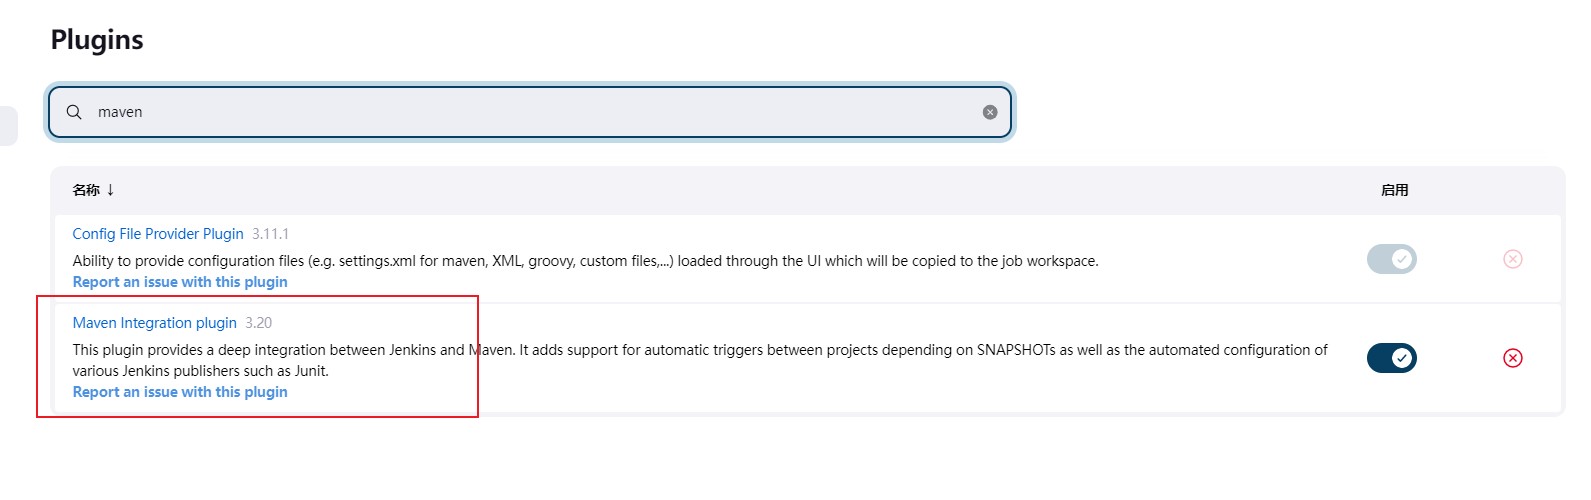 Plugins
maven
名称 ↓ 启用
Config File Provider Plugin 3.11.1
Ability to provide configuration files (e.g. settings.xml for maven, XML, groovy, custom files,...) loaded through the UI which will be copied to the job workspace.
Report an issue with this plugin
Maven Integration plugin 3.20
This plugin provides a deep integration between Jenkins and Maven. It adds support for automatic triggers between projects depending on SNAPSHOTs as well as the automated configuration of
various Jenkins publishers such as Junit.
Report an issue with this plugin